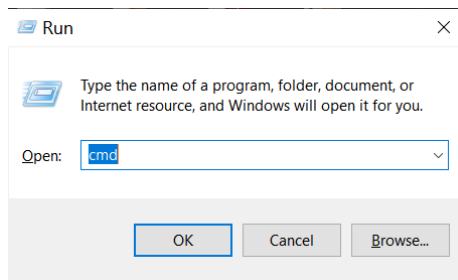 Run
Type the name of a program, folder, document, or
Internet resource, and Windows will open it for you.
Open: cmd
OK Cancel Browse...